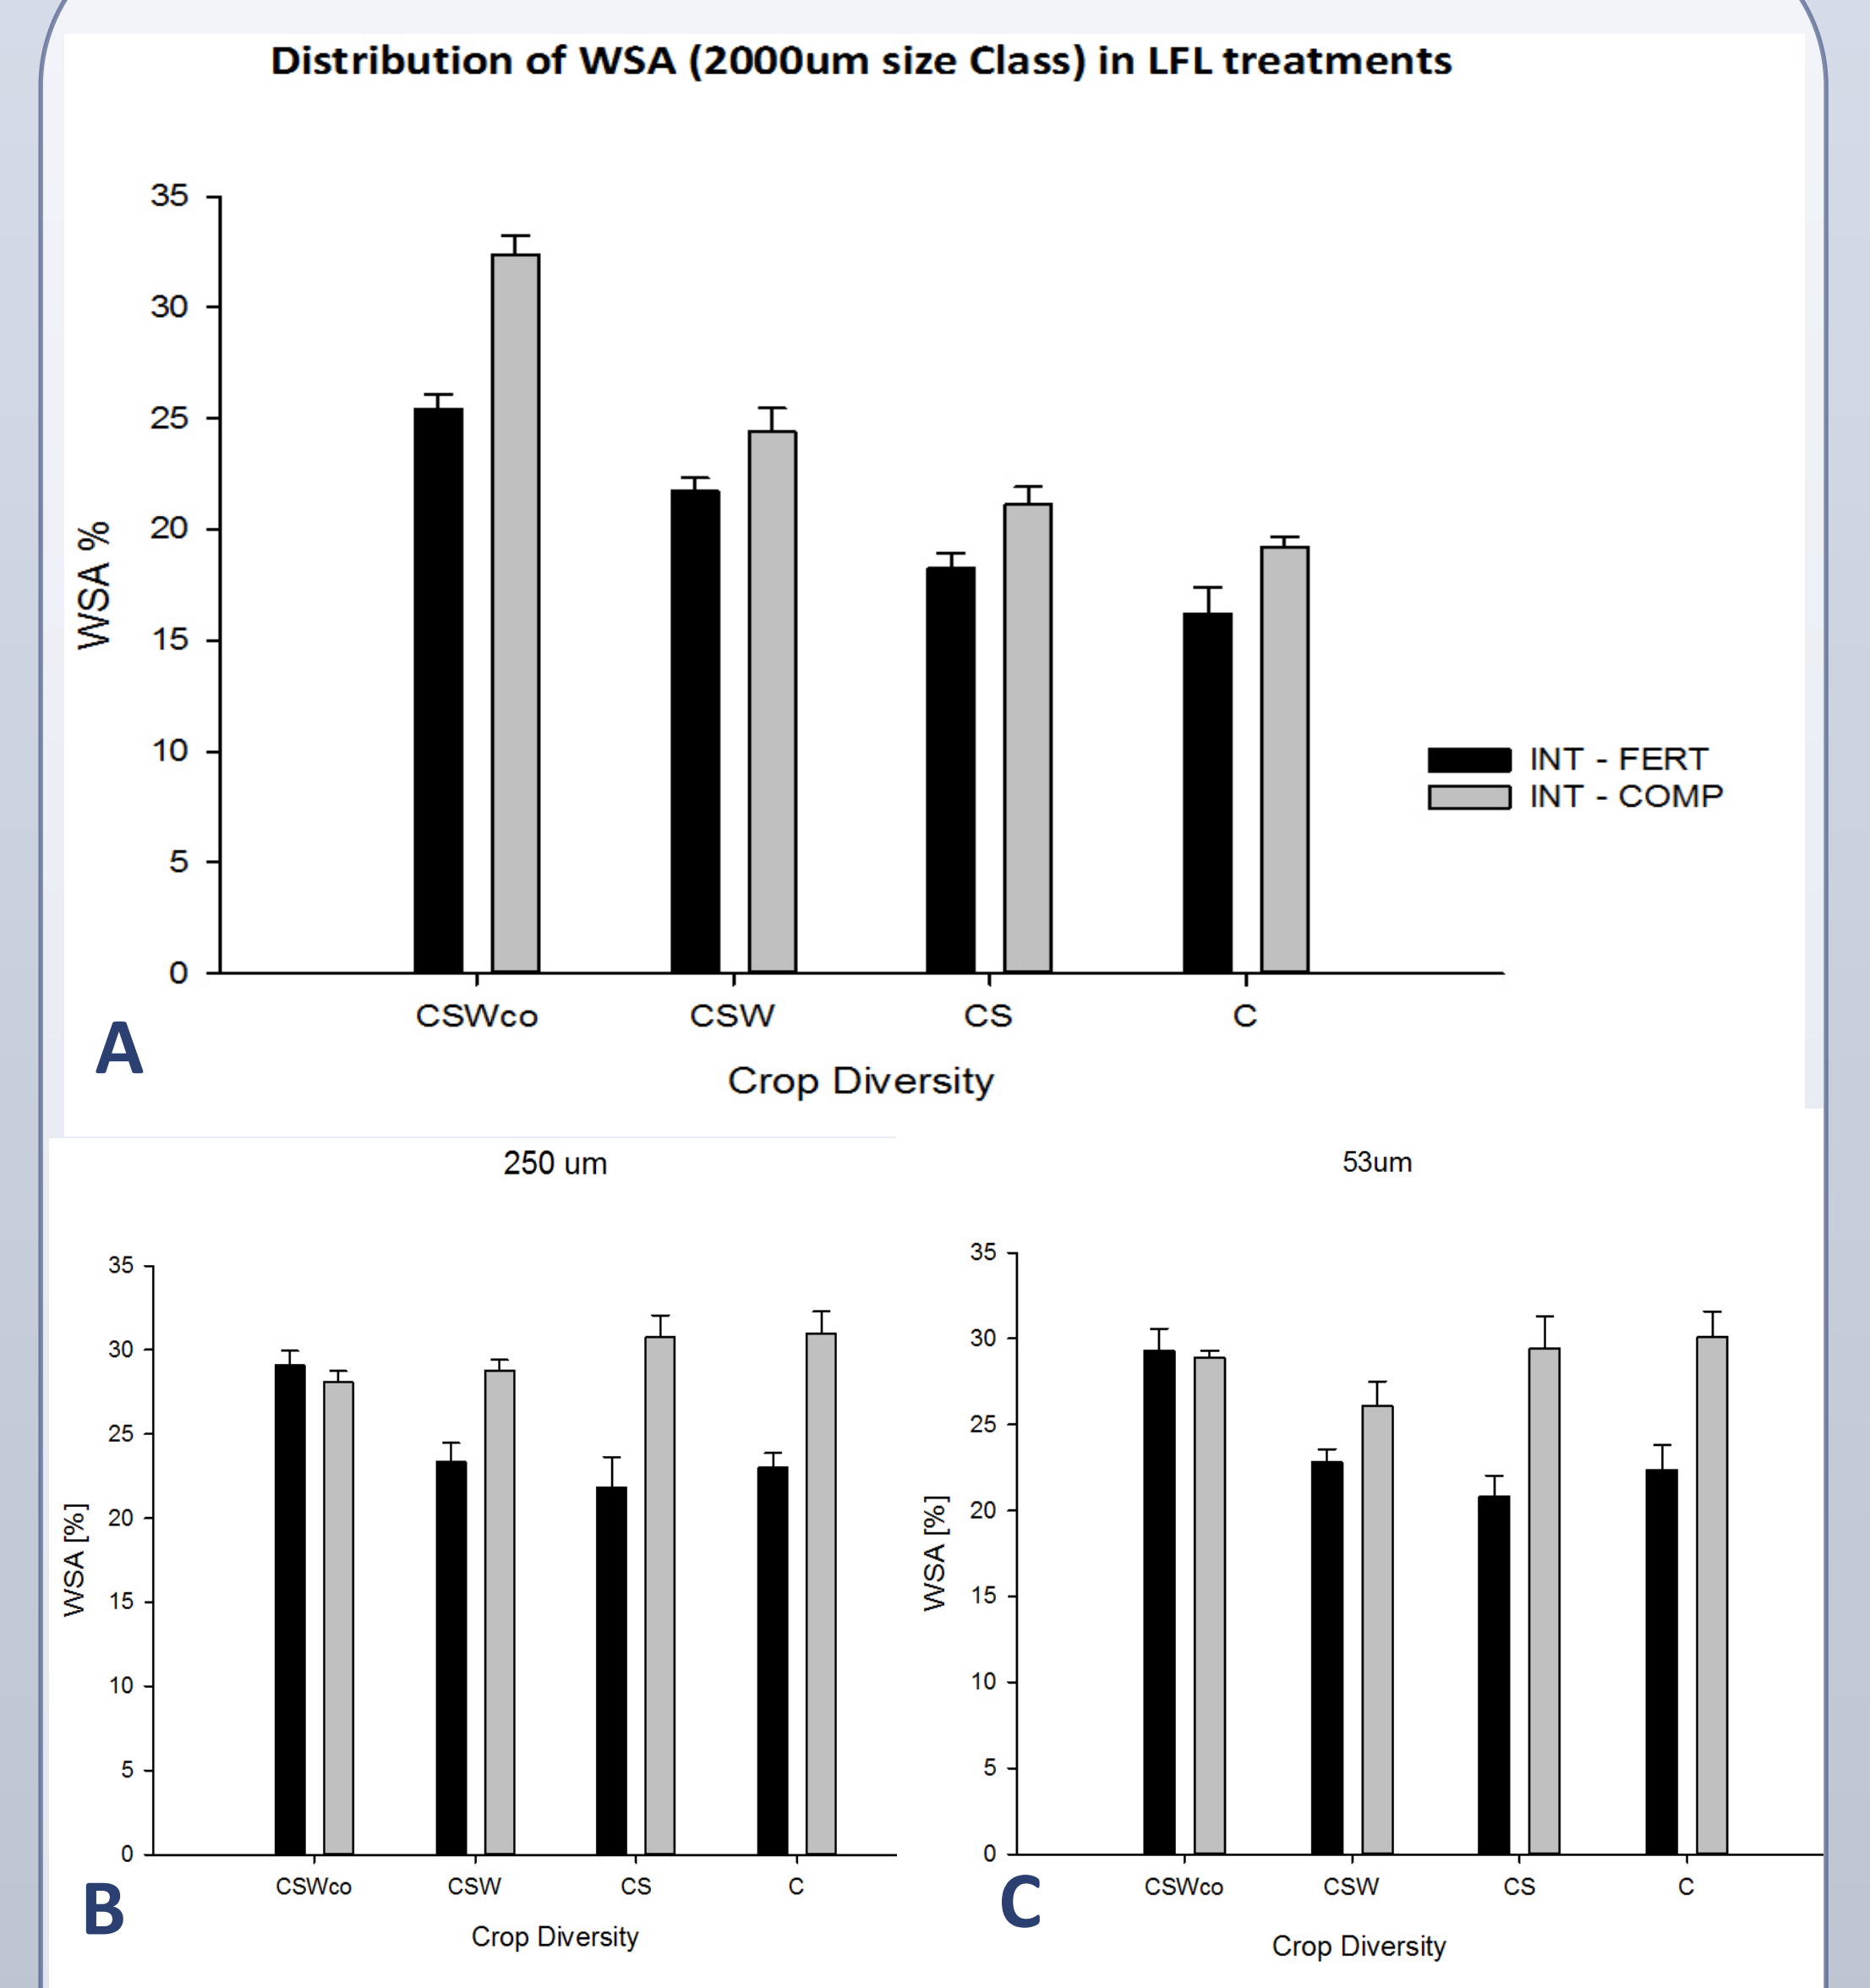 Distribution of WSA (2000um size Class) in LFL treatments
35
30
25
20
15
10
5
0
WSA %
INT - FERT
INT - COMP
CSWco CSW CS C
Crop Diversity
A
250 um
35
30
25
20
15
10
5
0
WSA [%]
CSWco CSW CS C
Crop Diversity
B
53um
35
30
25
20
15
10
5
0
WSA [%]
CSWco CSW CS C
Crop Diversity
C